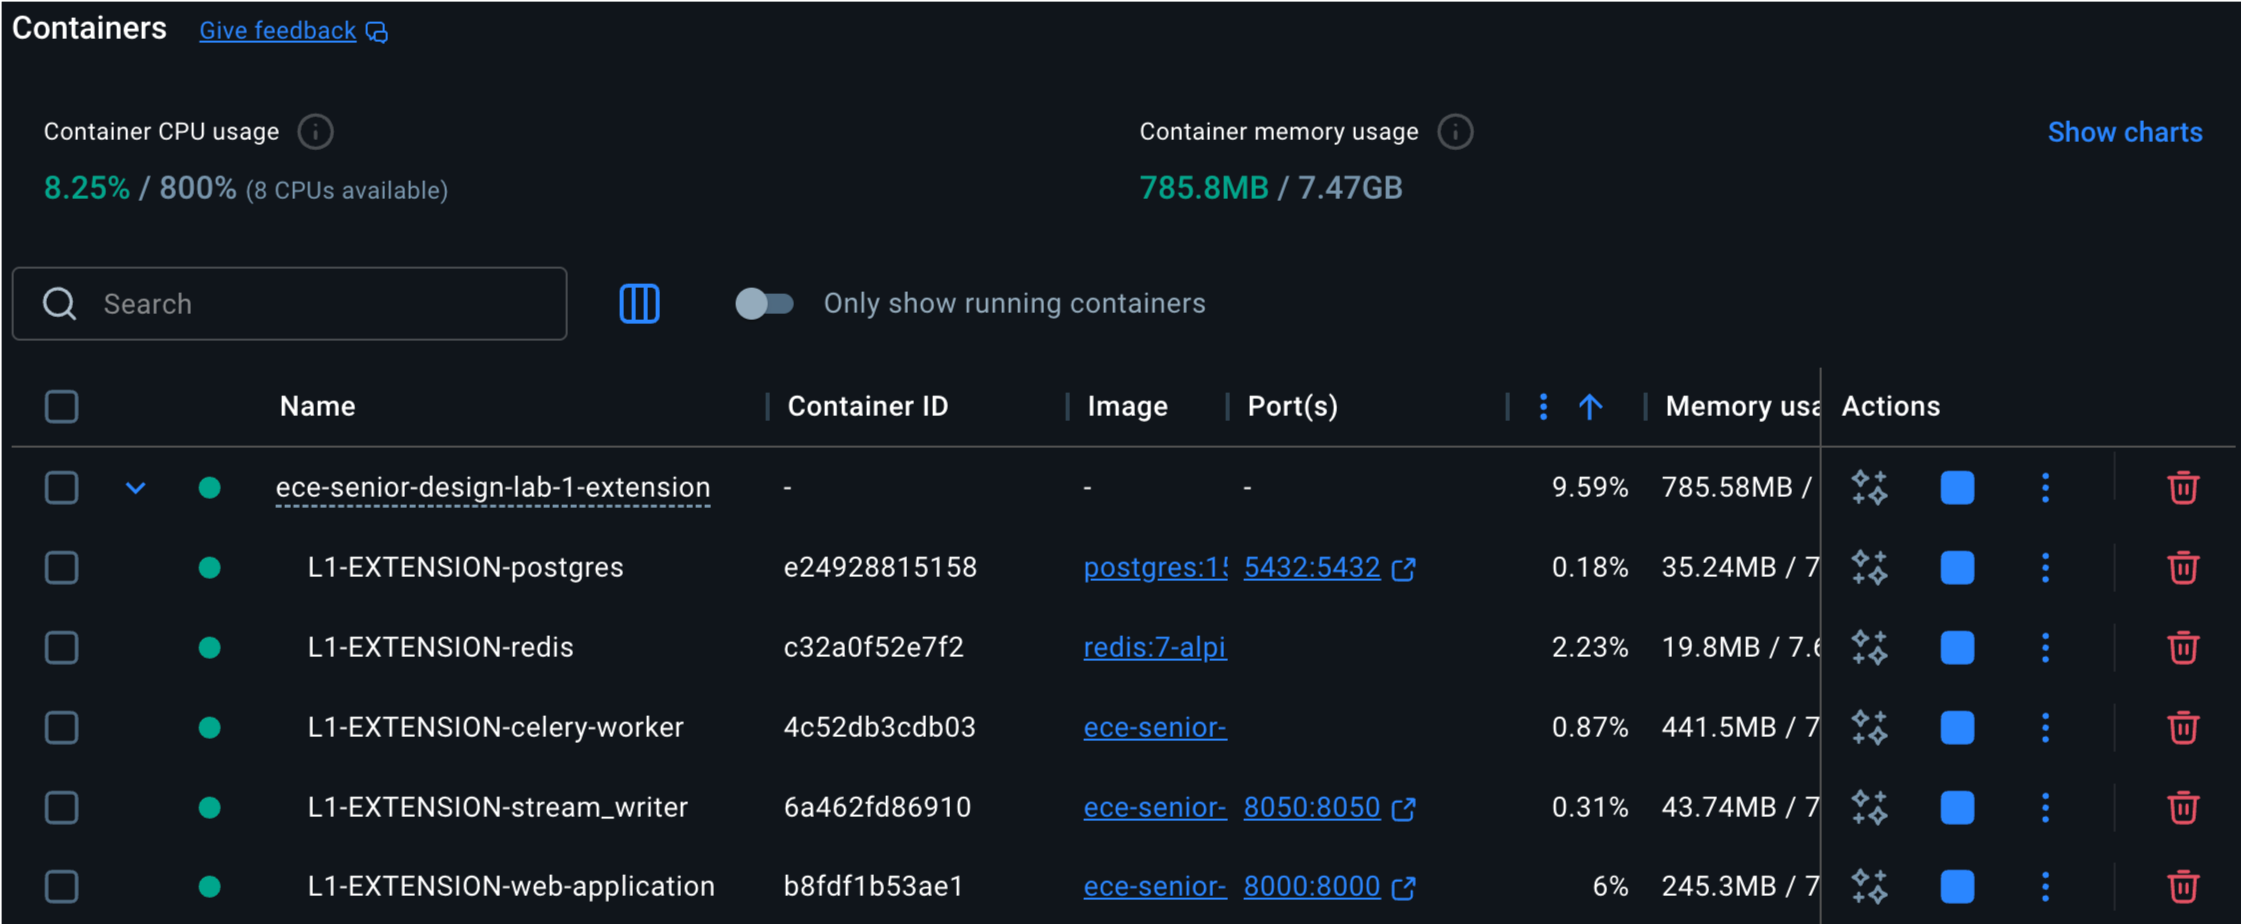 Containers Give feedback
Container CPU usage
8.25% / 800% (8 CPUs available)
Container memory usage
785.8MB / 7.47GB
Show charts
Search
Only show running containers
Name Container ID Image Port(s) Memory usa Actions
ece-senior-design-lab-1-extension - - - 9.59% 785.58MB /
L1-EXTENSION-postgres e24928815158 postgres:15 5432:5432 0.18% 35.24MB / 7
L1-EXTENSION-redis c32a0f52e7f2 redis:7-alpi 2.23% 19.8MB / 7.6
L1-EXTENSION-celery-worker 4c52db3cdb03 ece-senior- 0.87% 441.5MB / 7
L1-EXTENSION-stream_writer 6a462fd86910 ece-senior- 8050:8050 0.31% 43.74MB / 7
L1-EXTENSION-web-application b8fdf1b53ae1 ece-senior- 8000:8000 6% 245.3MB / 7